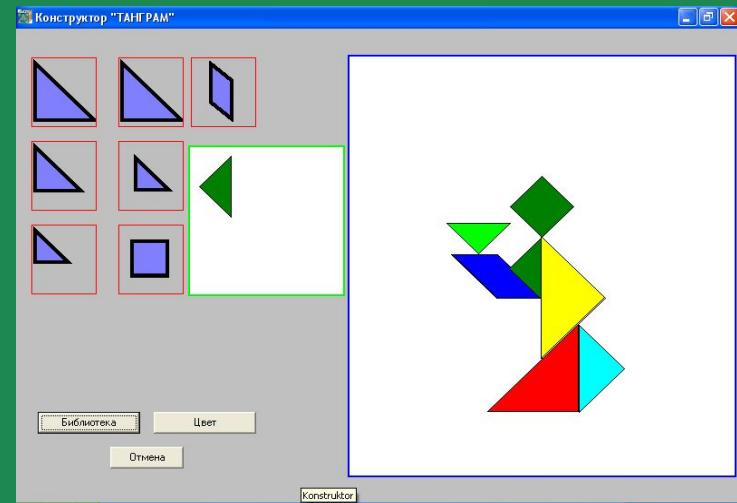 Конструктор "ТАНГРАМ"
Библиотека
Цвет
Отмена
Konstruktor